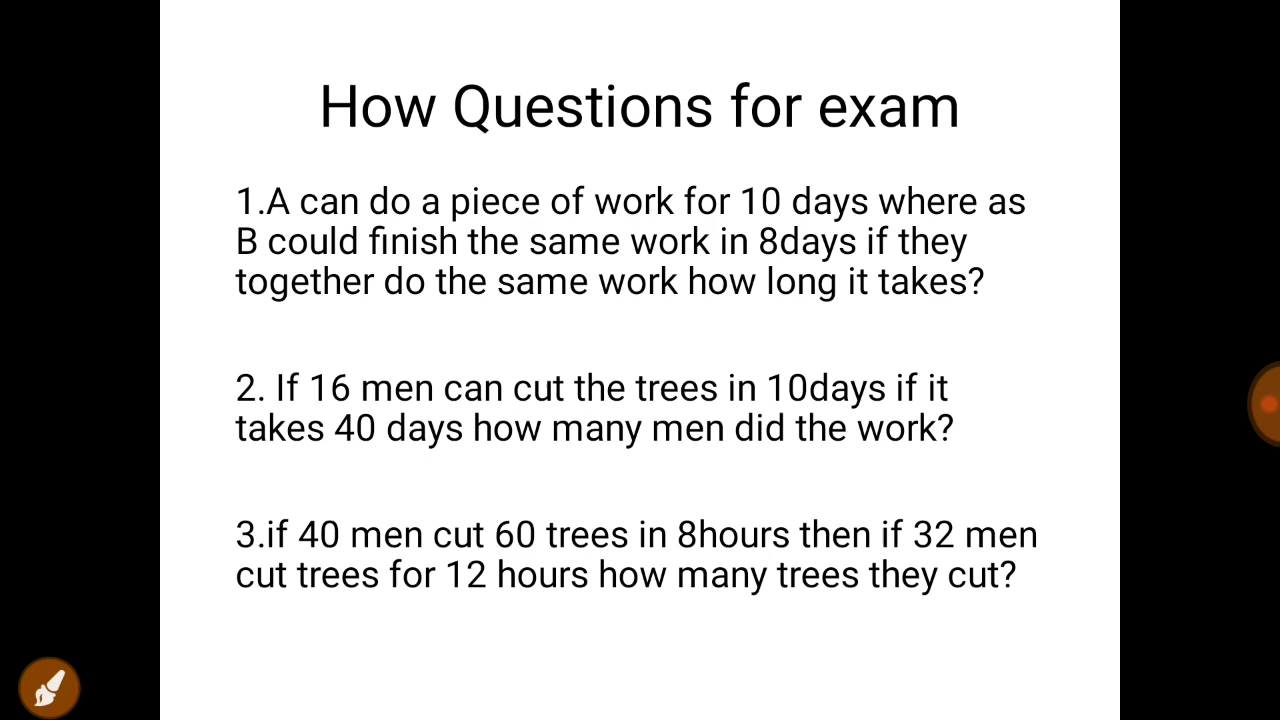 How Questions for exam
1.A can do a piece of work for 10 days where as
B could finish the same work in 8days if they
together do the same work how long it takes?
2. If 16 men can cut the trees in 10days if it
takes 40 days how many men did the work?
3.if 40 men cut 60 trees in 8hours then if 32 men
cut trees for 12 hours how many trees they cut?